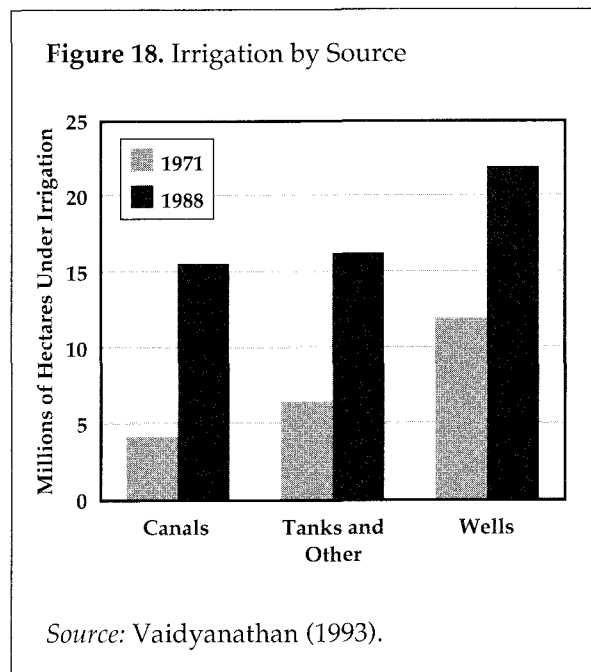 Figure 18. Irrigation by Source
Millions of Hectares Under Irrigation
25
20
15
10
5
0
1971
1988
Canals
Tanks and
Other
Wells
Source: Vaidyanathan (1993).